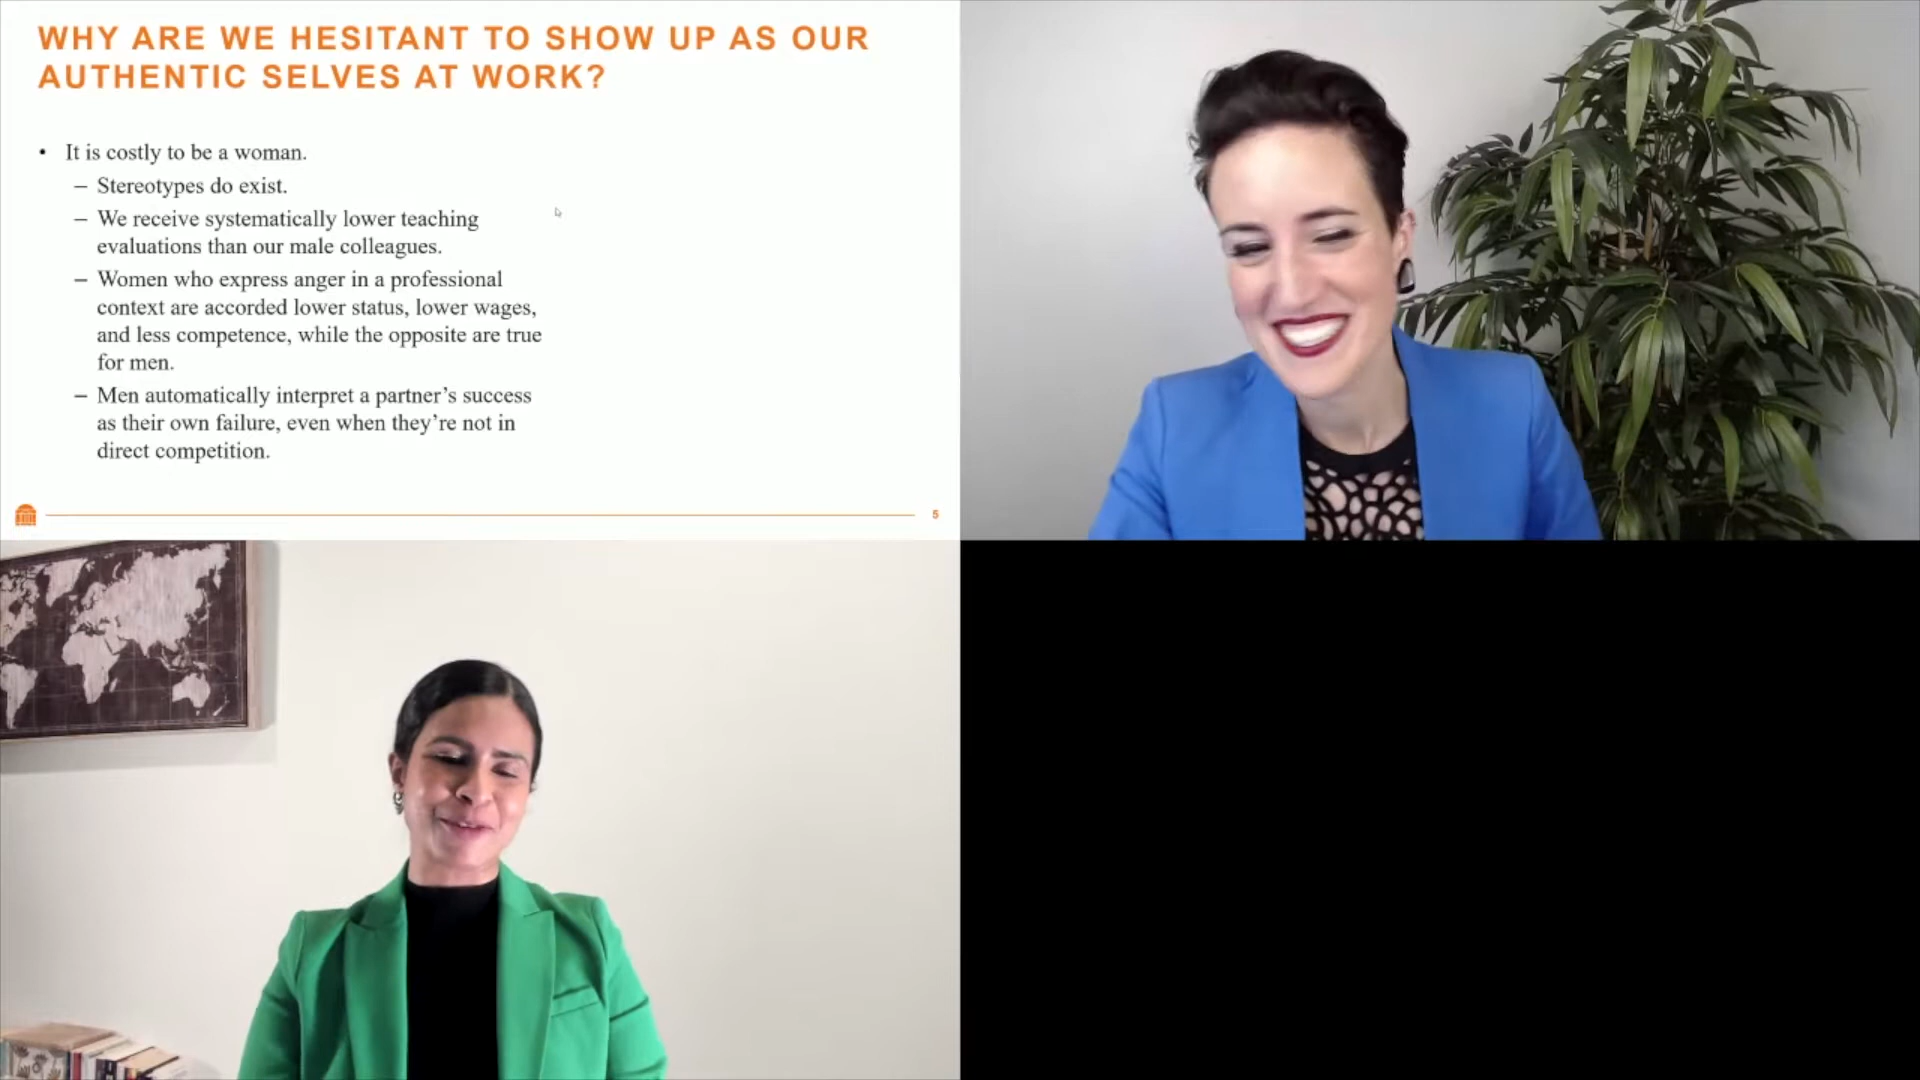 WHY ARE WE HESITANT TO SHOW UP AS OUR
AUTHENTIC SELVES AT WORK?
• It is costly to be a woman.
– Stereotypes do exist.
– We receive systematically lower teaching
evaluations than our male colleagues.
– Women who express anger in a professional
context are accorded lower status, lower wages,
and less competence, while the opposite are true
for men.
– Men automatically interpret a partner’s success
as their own failure, even when they’re not in
direct competition.
5